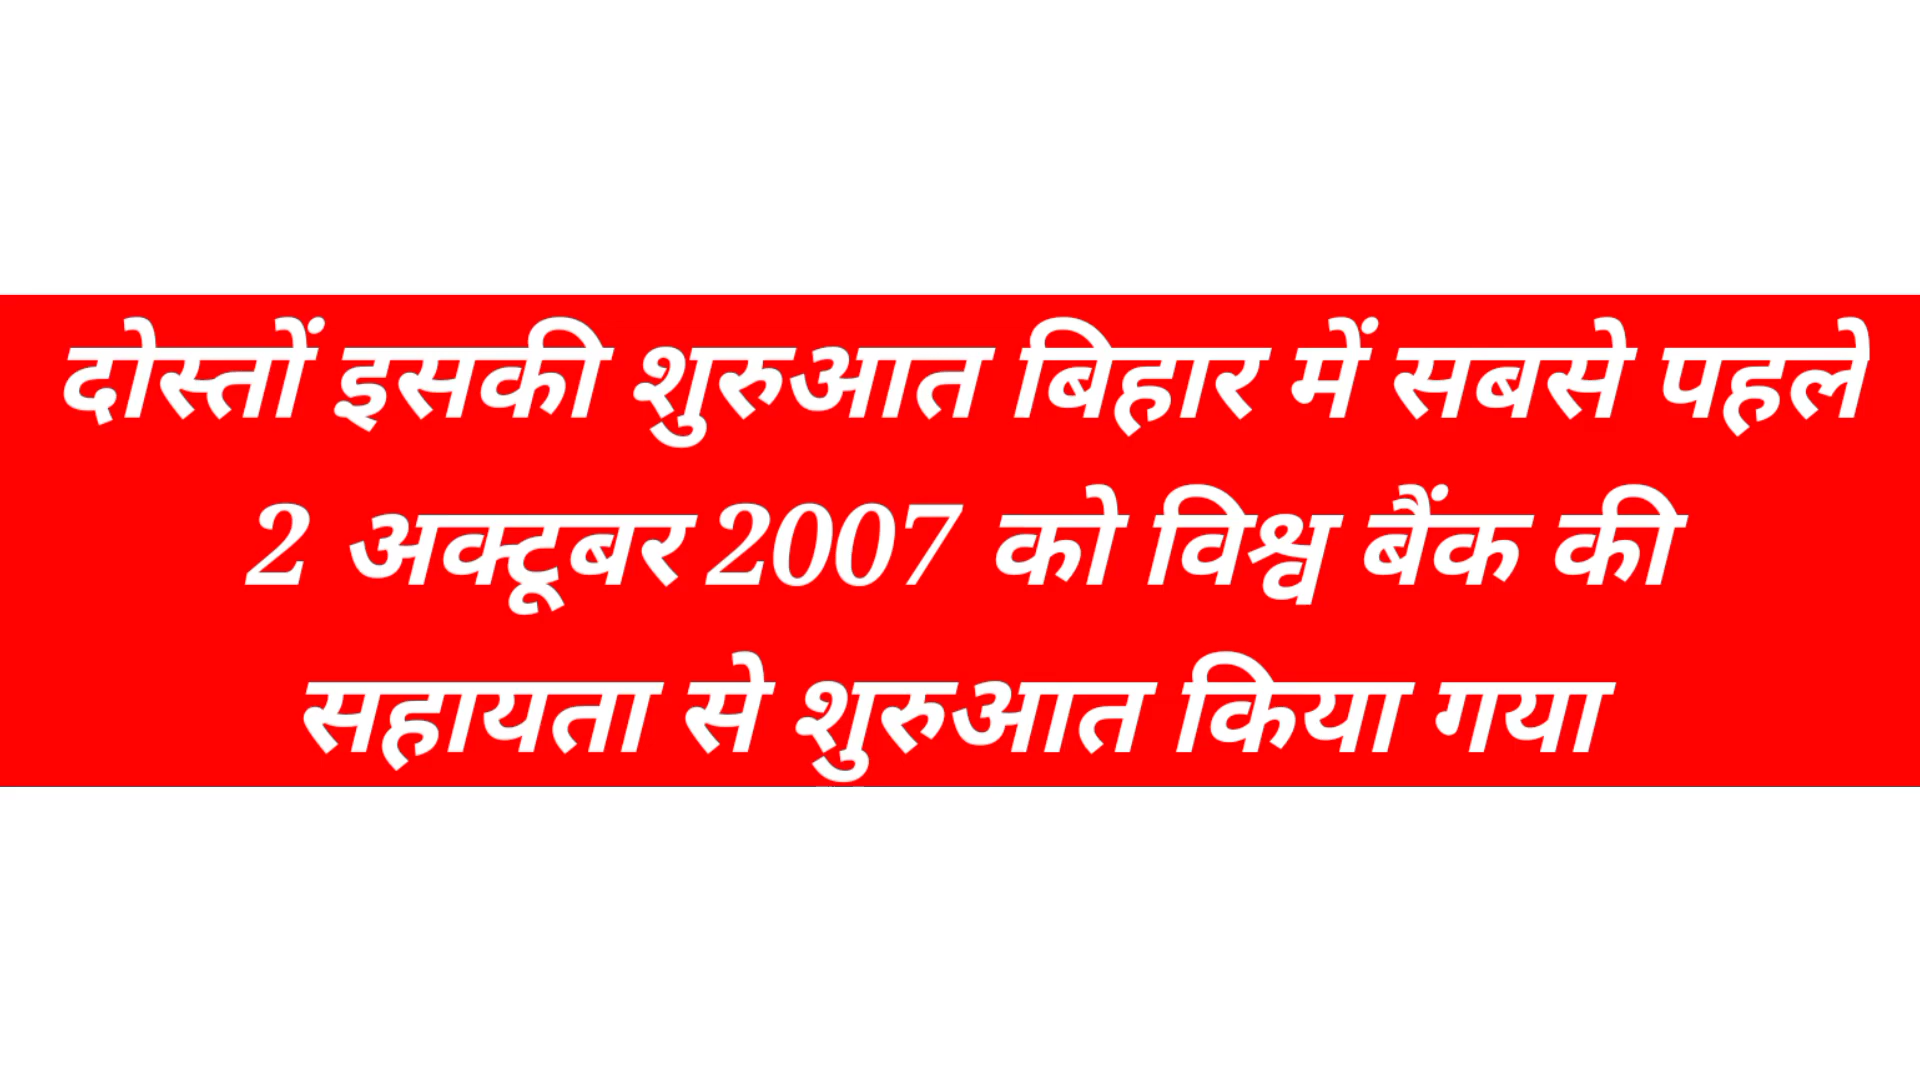 दोस्तों इसकी शुरुआत बिहार में सबसे पहले
2 अक्टूबर 2007 को विश्व बैंक की
सहायता से शुरुआत किया गया